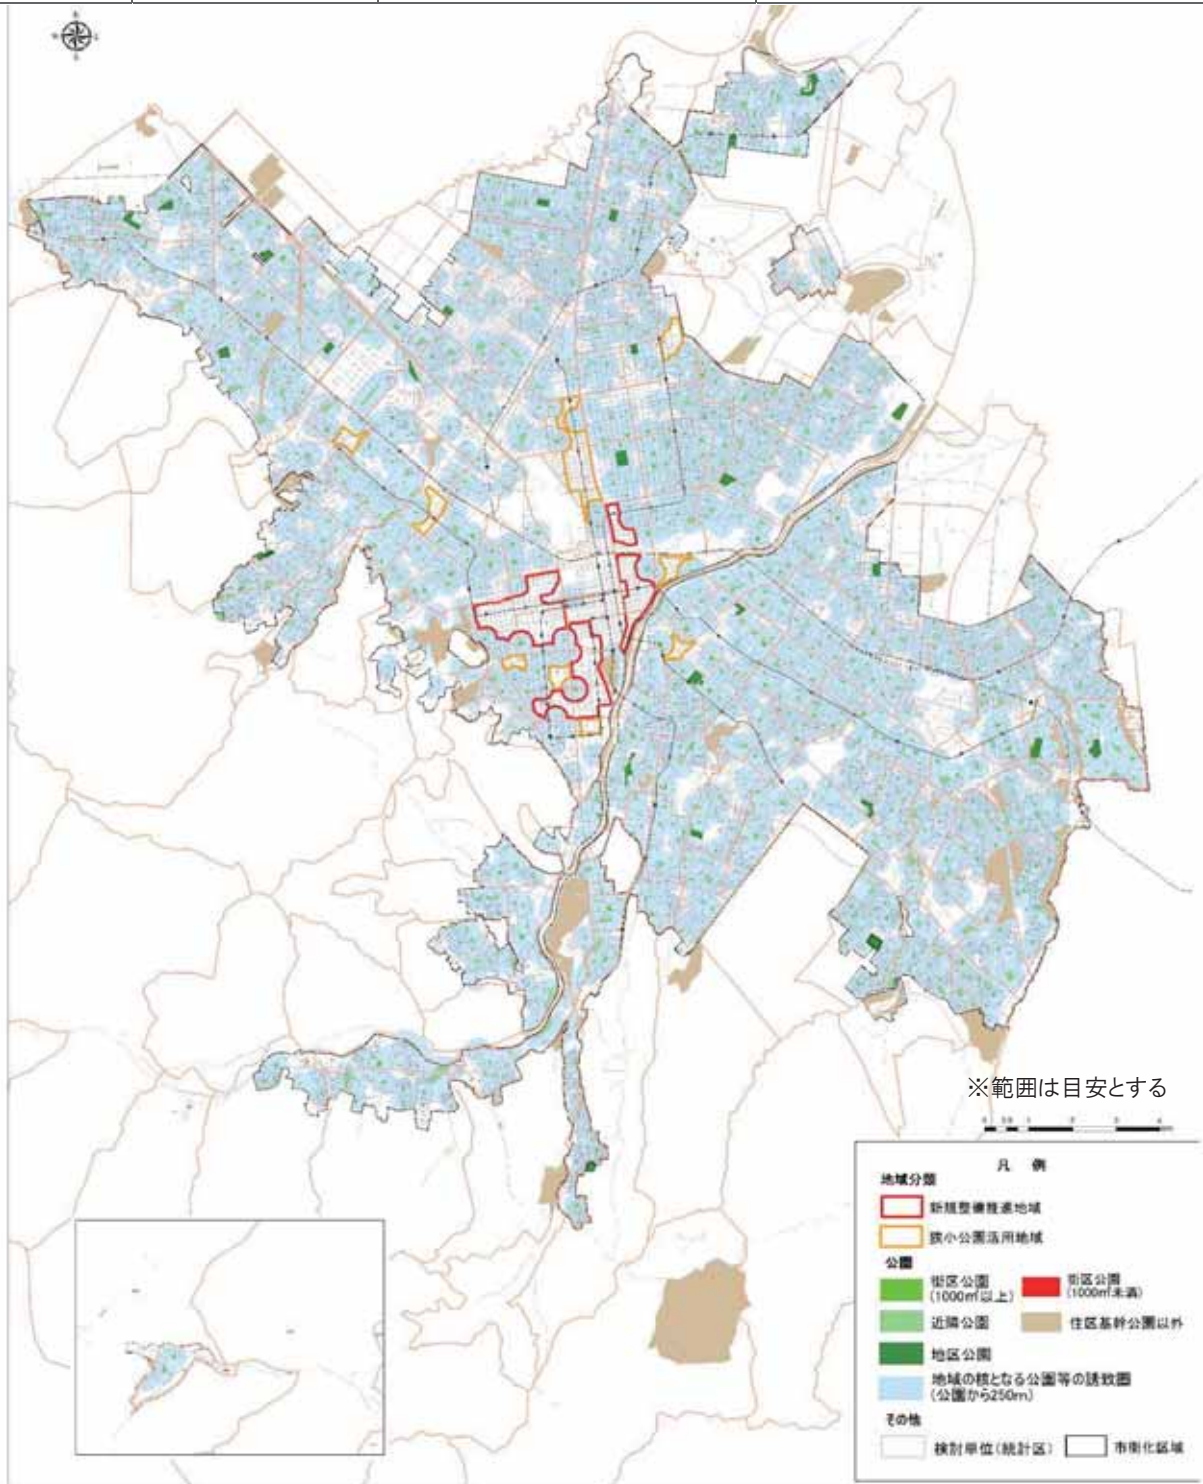 ※範囲は目安とする
凡 例
地域分類
新規整備推進地域
狭小公園活用地域
公園
街区公園
(1000㎡以上)
街区公園
(1000㎡未満)
近隣公園
住区基幹公園以外
地区公園
地域の核となる公園等の誘致圏
(公園から250m)
その他
検討単位(統計区)
市街化区域